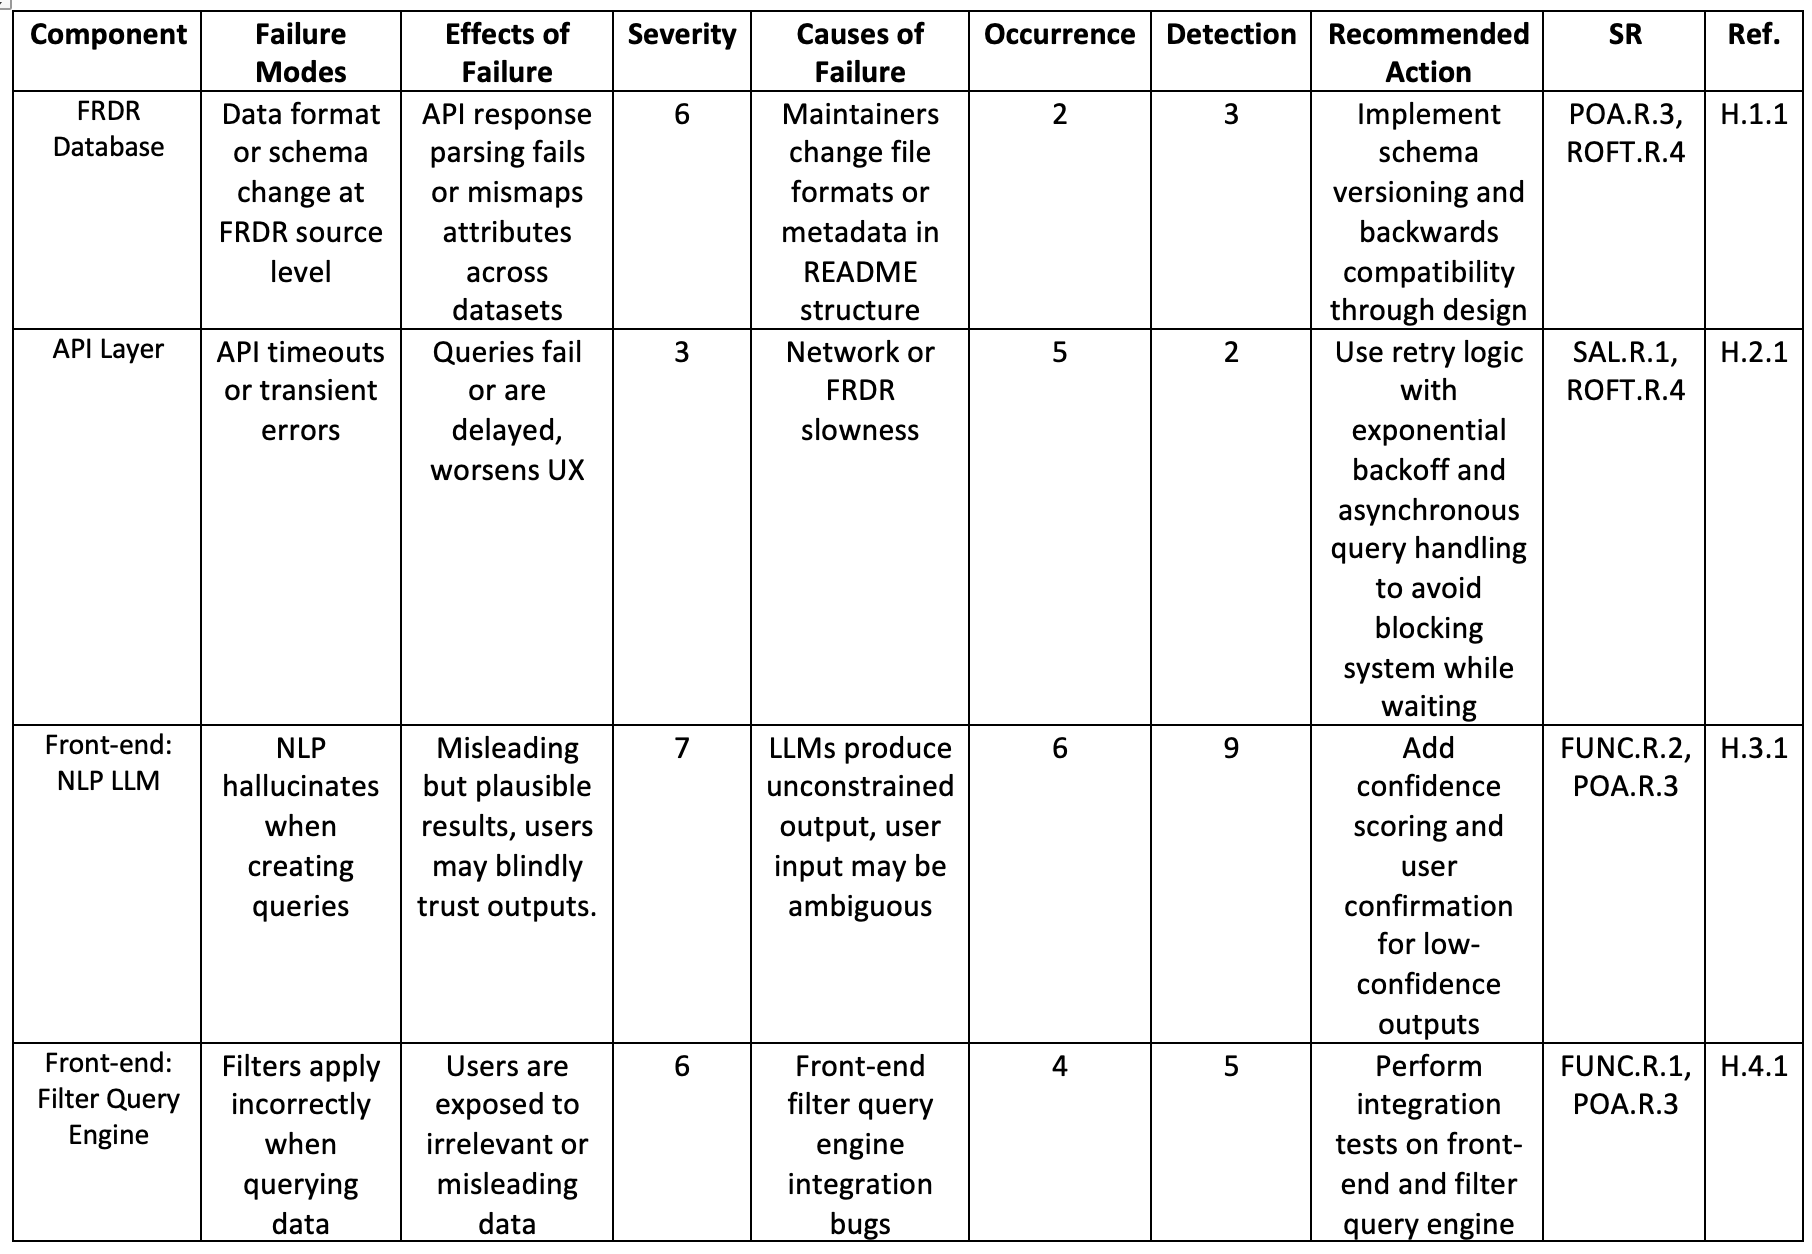 Component
Failure
Modes
Effects of
Failure
Severity
Causes of
Failure
Occurrence
Detection
Recommended
Action
SR
Ref.
FRDR
Database
Data format
or schema
change at
FRDR source
level
API response
parsing fails
or mismaps
attributes
across
datasets
6
Maintainers
change file
formats or
metadata in
README
structure
2
3
Implement
schema
versioning and
backwards
compatibility
through design
POA.R.3,
ROFT.R.4
H.1.1
API Layer
API timeouts
or transient
errors
Queries fail
or are
delayed,
worsens UX
3
Network or
FRDR
slowness
5
2
Use retry logic
with
exponential
backoff and
asynchronous
query handling
to avoid
blocking
system while
waiting
SAL.R.1,
ROFT.R.4
H.2.1
Front-end:
NLP LLM
NLP
hallucinates
when
creating
queries
Misleading
but plausible
results, users
may blindly
trust outputs.
7
LLMs produce
unconstrained
output, user
input may be
ambiguous
6
9
Add
confidence
scoring and
user
confirmation
for low-
confidence
outputs
FUNC.R.2,
POA.R.3
H.3.1
Front-end:
Filter Query
Engine
Filters apply
incorrectly
when
querying
data
Users are
exposed to
irrelevant or
misleading
data
6
Front-end
filter query
engine
integration
bugs
4
5
Perform
integration
tests on front-
end and filter
query engine
FUNC.R.1,
POA.R.3
H.4.1